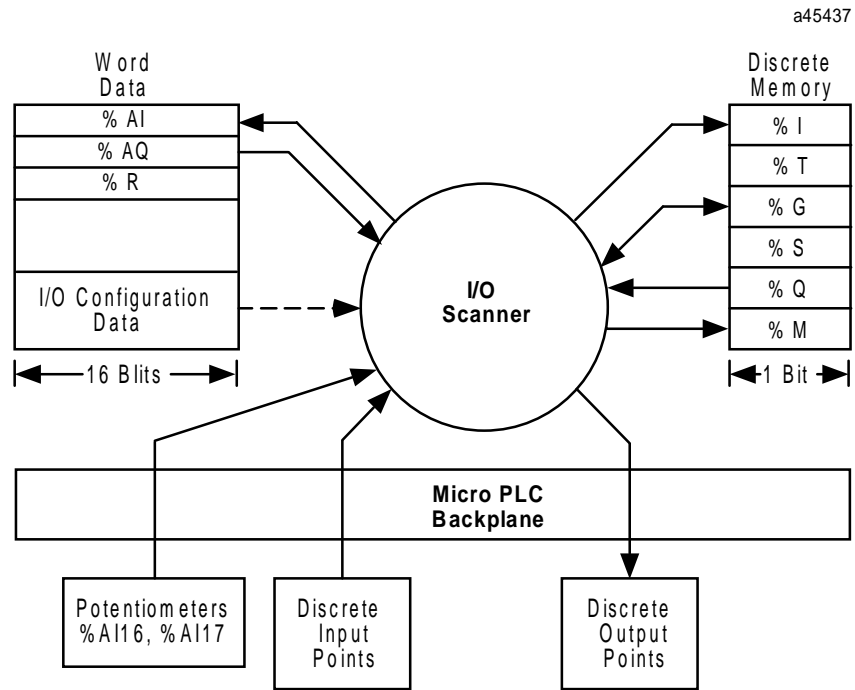 a45437
Word
Data
Discrete
Memory
% AI
% AQ
% R
I/O Configuration
Data
16 Blits
I/O
Scanner
% I
% T
% G
% S
% Q
% M
1 Bit
Micro PLC
Backplane
Potentiometers
%AI16, %AI17
Discrete
Input
Points
Discrete
Output
Points